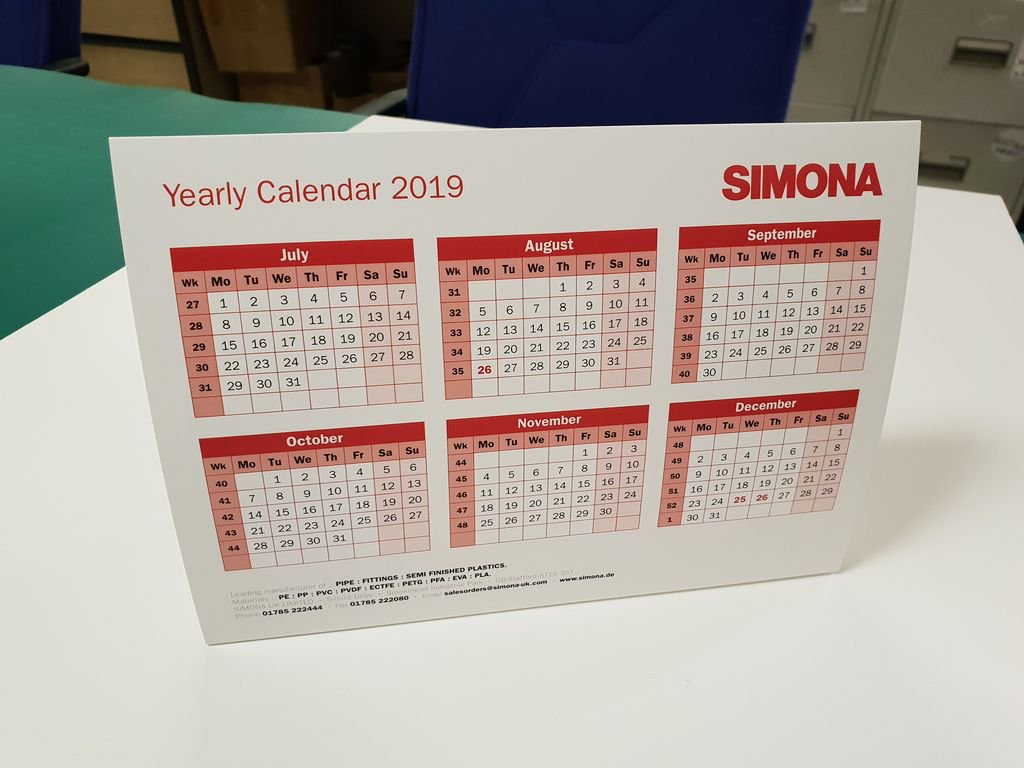 Yearly Calendar 2019
SIMONA
July
Wk Mo Tu We Th Fr Sa Su
27 1 2 3 4 5 6 7
28 8 9 10 11 12 13 14
29 15 16 17 18 19 20 21
30 22 23 24 25 26 27 28
31 29 30 31
August
Wk Mo Tu We Th Fr Sa Su
31 1 2 3 4
32 5 6 7 8 9 10 11
33 12 13 14 15 16 17 18
34 19 20 21 22 23 24 25
35 26 27 28 29 30 31
September
Wk Mo Tu We Th Fr Sa Su
35 1
36 2 3 4 5 6 7 8
37 9 10 11 12 13 14 15
38 16 17 18 19 20 21 22
39 23 24 25 26 27 28 29
40 30
October
Wk Mo Tu We Th Fr Sa Su
40 1 2 3 4 5 6
41 7 8 9 10 11 12 13
42 14 15 16 17 18 19 20
43 21 22 23 24 25 26 27
44 28 29 30 31
November
Wk Mo Tu We Th Fr Sa Su
44 1 2 3
45 4 5 6 7 8 9 10
46 11 12 13 14 15 16 17
47 18 19 20 21 22 23 24
48 25 26 27 28 29 30
December
Wk Mo Tu We Th Fr Sa Su
48 1
49 2 3 4 5 6 7 8
50 9 10 11 12 13 14 15
51 16 17 18 19 20 21 22
52 23 24 25 26 27 28 29
1 30 31
Leading manufacturer of - PIPE : FITTINGS : SEMI FINISHED PLASTICS.
Materials - PE : PP : PVC : PVDF : ECTFE : PETG : PFA : EVA : PLA.
SIMONA UK LIMITED • Telford Drive • Brookmead Industrial Park • GB-Stafford ST16 3ST
Phone 01785 222444 • Fax 01785 222080 • Email salesorders@simona-uk.com • www.simona.de